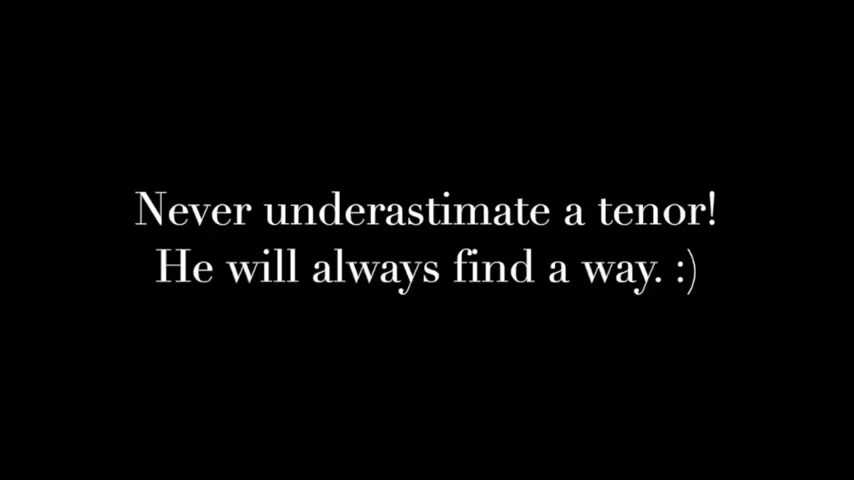 Never underastimate a tenor!
He will always find a way. :)